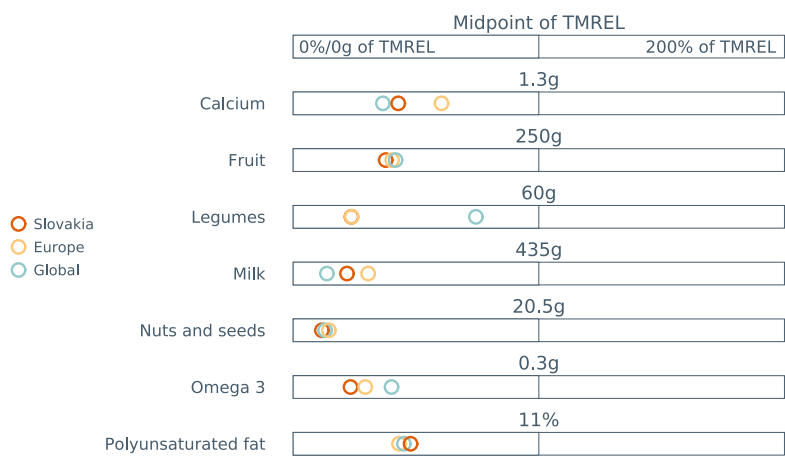 Midpoint of TMREL
0%/0g of TMREL
200% of TMREL
1.3g
Calcium
250g
Fruit
60g
Legumes
Slovakia
Europe
Global
435g
Milk
20.5g
Nuts and seeds
0.3g
Omega 3
11%
Polyunsaturated fat